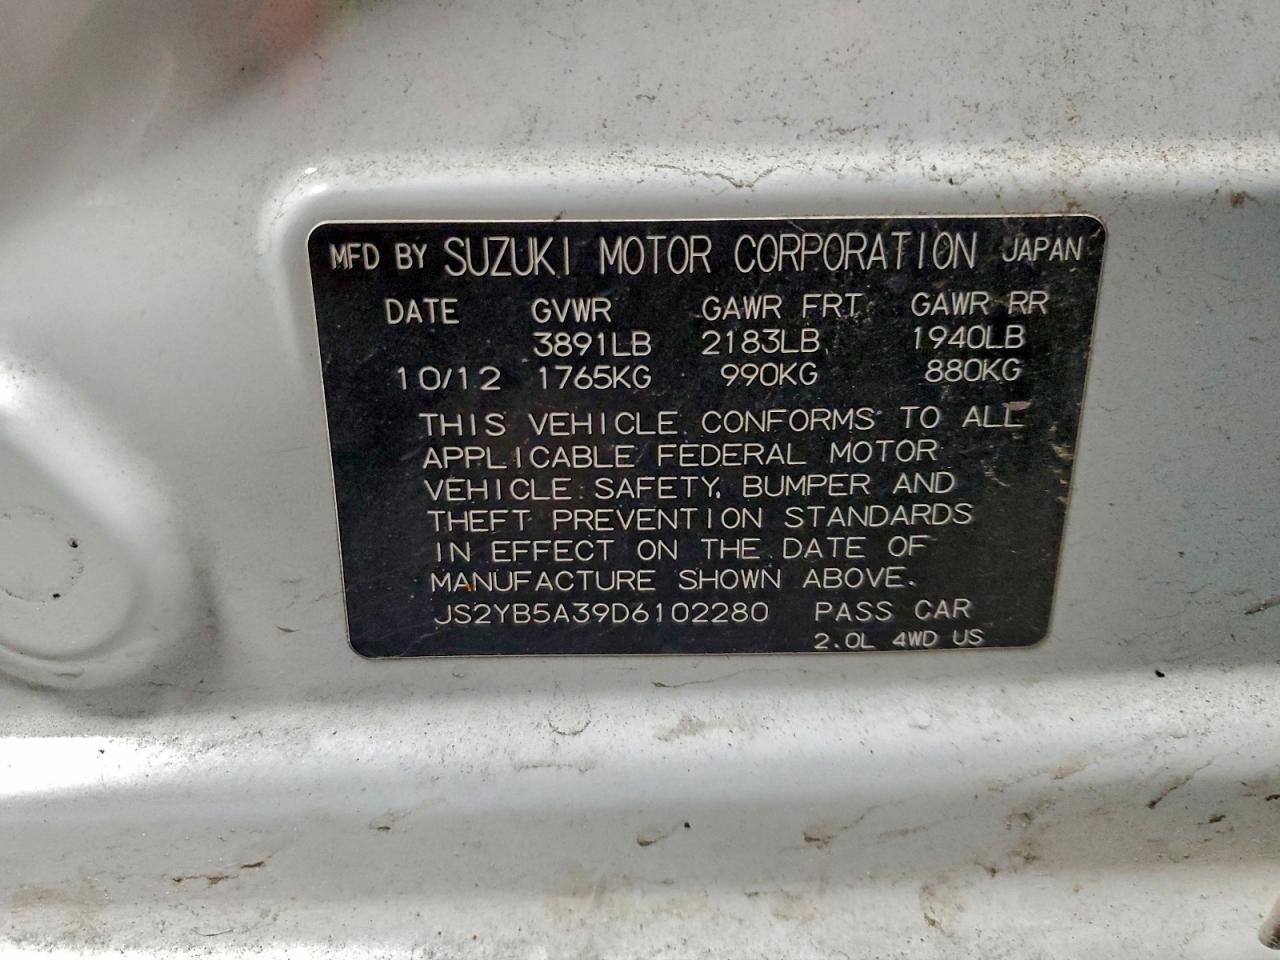 MFD BY SUZUKI MOTOR CORPORATION JAPAN
DATE GVWR GAWR FRT GAWR RR
3891LB 2183LB 1940LB
10/12 1765KG 990KG 880KG
THIS VEHICLE CONFORMS TO ALL
APPLICABLE FEDERAL MOTOR
VEHICLE SAFETY, BUMPER AND
THEFT PREVENTION STANDARDS
IN EFFECT ON THE DATE OF
MANUFACTURE SHOWN ABOVE.
JS2YB5A39D6102280 PASS CAR
2.0L 4WD US